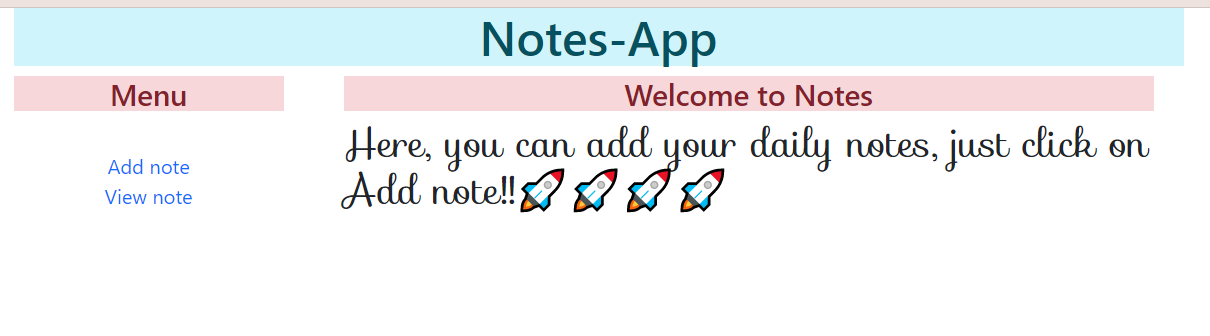 Notes-App
Menu
Add note
View note
Welcome to Notes
Here, you can add your daily notes, just click on
Add note!!🚀🚀🚀🚀